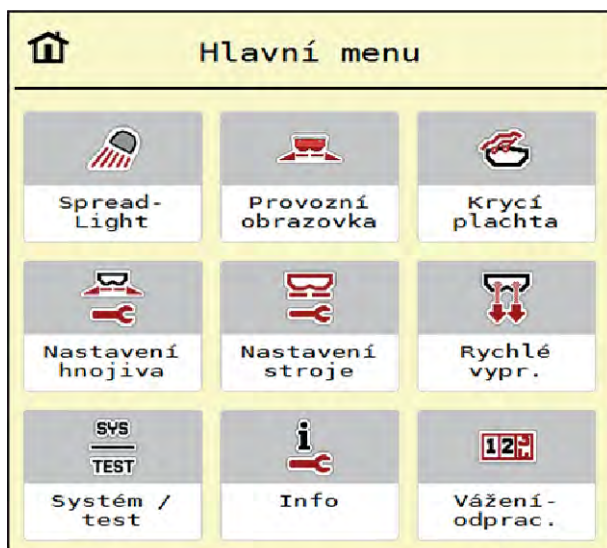 Hlavní menu
Spread-
Light
Provozní
obrazovka
Krycí
plachta
Nastavení
hnojiva
Nastavení
stroje
Rychlé
vypr.
SYS
TEST
123
Systém /
test
Info
Vážení-
odprac.